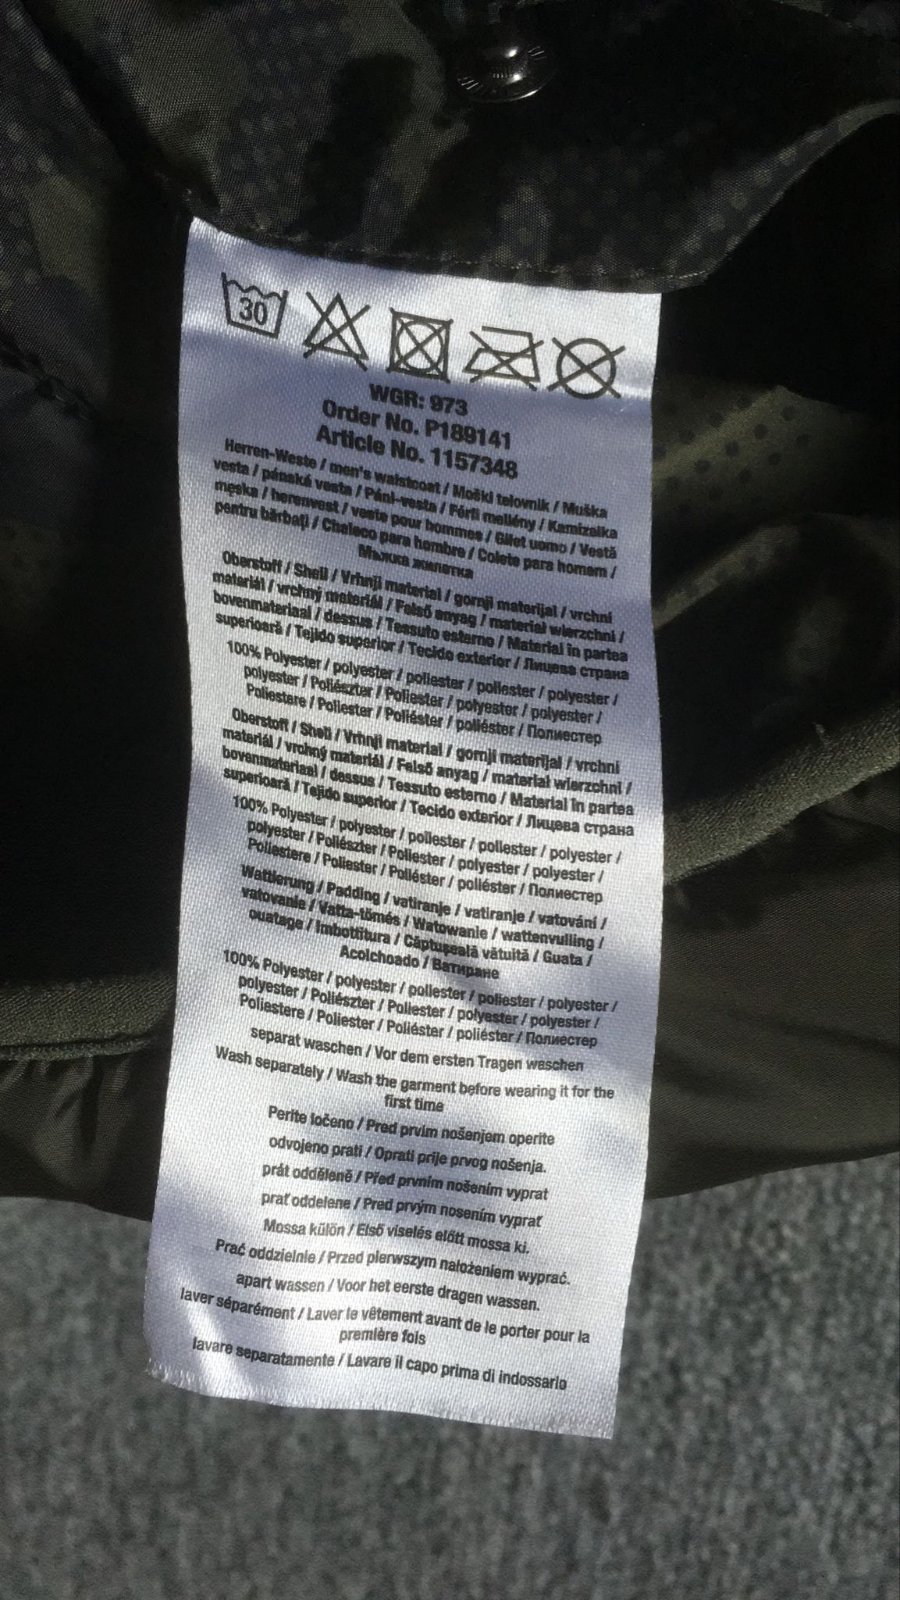 30
WGR: 973
Order No. P189141
Article No. 1157348
Herren-Weste / men's waistcoat / Moški telovnik / Muška
vesta / pánská vesta / Páni-vesta / Férfi mellény / Kamizelka
męska / herenvest / veste pour hommes / Gilet uomo / Vestă
pentru bărbați / Chaleco para hombre / Colete para homem /
Мъжка жилетка
Oberstoff / Shell / Vrhnji material / gornji materijal / vrchni
materiál / vrchný materiál / Felső anyag / material wierzchni /
bovenmateriaal / dessus / Tessuto esterno / Material în partea
superioară / Tejido superior / Tecido exterior / Лицева страна
100% Polyester / polyester / poliester / poliester / polyester /
polyester / Poliészter / Poliester / polyester / polyester /
Poliestere / Poliester / Poliéster / poliéster / Полиестер
Oberstoff / Shell / Vrhnji material / gornji materijal / vrchni
materiál / vrchný materiál / Felső anyag / material wierzchni /
bovenmateriaal / dessus / Tessuto esterno / Material în partea
superioară / Tejido superior / Tecido exterior / Лицева страна
100% Polyester / polyester / poliester / poliester / polyester /
polyester / Poliészter / Poliester / polyester / polyester /
Poliestere / Poliester / Poliéster / poliéster / Полиестер
Wattierung / Padding / vatiranje / vatiranje / vatování /
vatovanie / Vatta-tömés / Watowanie / wattenvulling /
ouatage / Imbottitura / Căptușeală vătuită / Guata /
Acolchoado / Ватиране
100% Polyester / polyester / poliester / poliester / polyester /
polyester / Poliészter / Poliester / polyester / polyester /
Poliestere / Poliester / Poliéster / poliéster / Полиестер
separat waschen / Vor dem ersten Tragen waschen
Wash separately / Wash the garment before wearing it for the
first time
Perite ločeno / Pred prvim nošenjem operite
odvojeno prati / Oprati prije prvog nošenja.
prát odděleně / Před prvním nošením vyprat
prať oddelene / Pred prvým nosením vyprať
Mossa külön / Első viselés előtt mossa ki.
Prać oddzielnie / Przed pierwszym nałożeniem wyprać.
apart wassen / Voor het eerste dragen wassen.
laver séparément / Laver le vêtement avant de le porter pour la
première fois
lavare separatamente / Lavare il capo prima di indossarlo